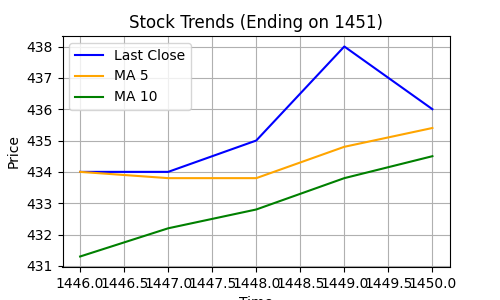 Stock Trends (Ending on 1451)
Last Close
MA 5
MA 10
Price
438
437
436
435
434
433
432
431
1446.0 1446.5 1447.0 1447.5 1448.0 1448.5 1449.0 1449.5 1450.0
Time